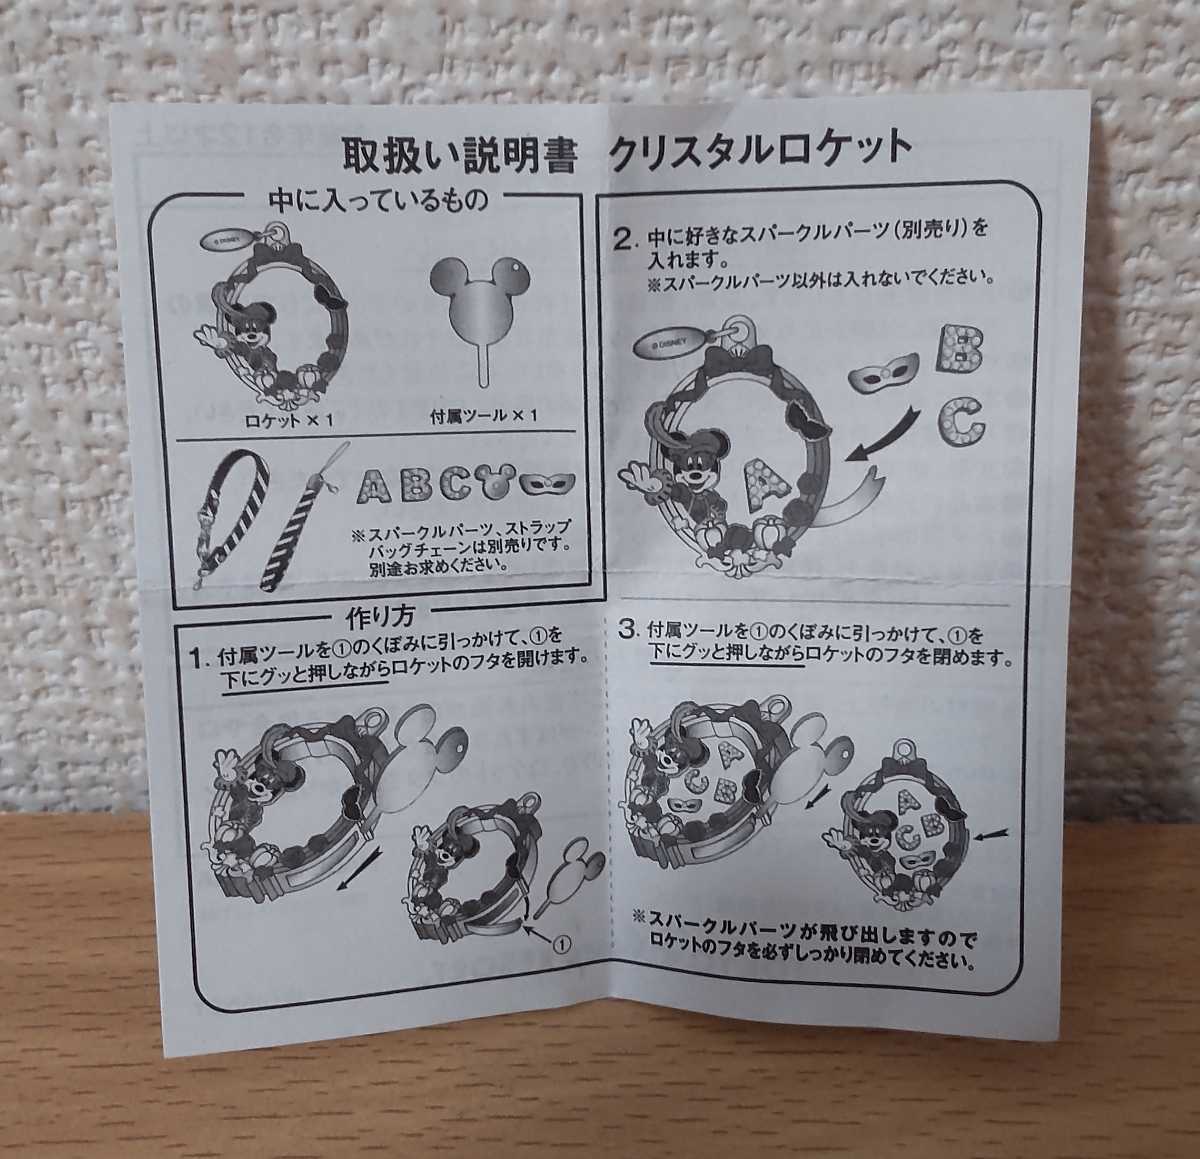 取扱い説明書 クリスタルロケット
中に入っているもの
© DISNEY
ロケット×1
付属ツール×1
ABC
※スパークルパーツ、ストラップ
バッグチェーンは別売りです。
別途お求めください。
作り方
1. 付属ツールを①のくぼみに引っかけて、①を
下にグッと押しながらロケットのフタを開けます。
①
2. 中に好きなスパークルパーツ(別売り)を
入れます。
※スパークルパーツ以外は入れないでください。
© DISNEY
B
C
A
3. 付属ツールを①のくぼみに引っかけて、①を
下にグッと押しながらロケットのフタを閉めます。
A
C B
A
C B
※スパークルパーツが飛び出しますので
ロケットのフタを必ずしっかり閉めてください。